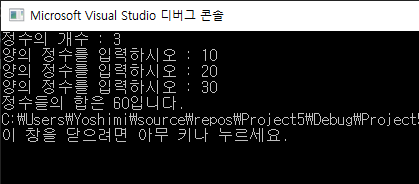 Microsoft Visual Studio 디버그 콘솔
정수의 개수 : 3
양의 정수를 입력하시오 : 10
양의 정수를 입력하시오 : 20
양의 정수를 입력하시오 : 30
정수들의 합은 60입니다.
C:₩Users₩Yoshimi₩source₩repos₩Project5₩Debug₩Project5
이 창을 닫으려면 아무 키나 누르세요.